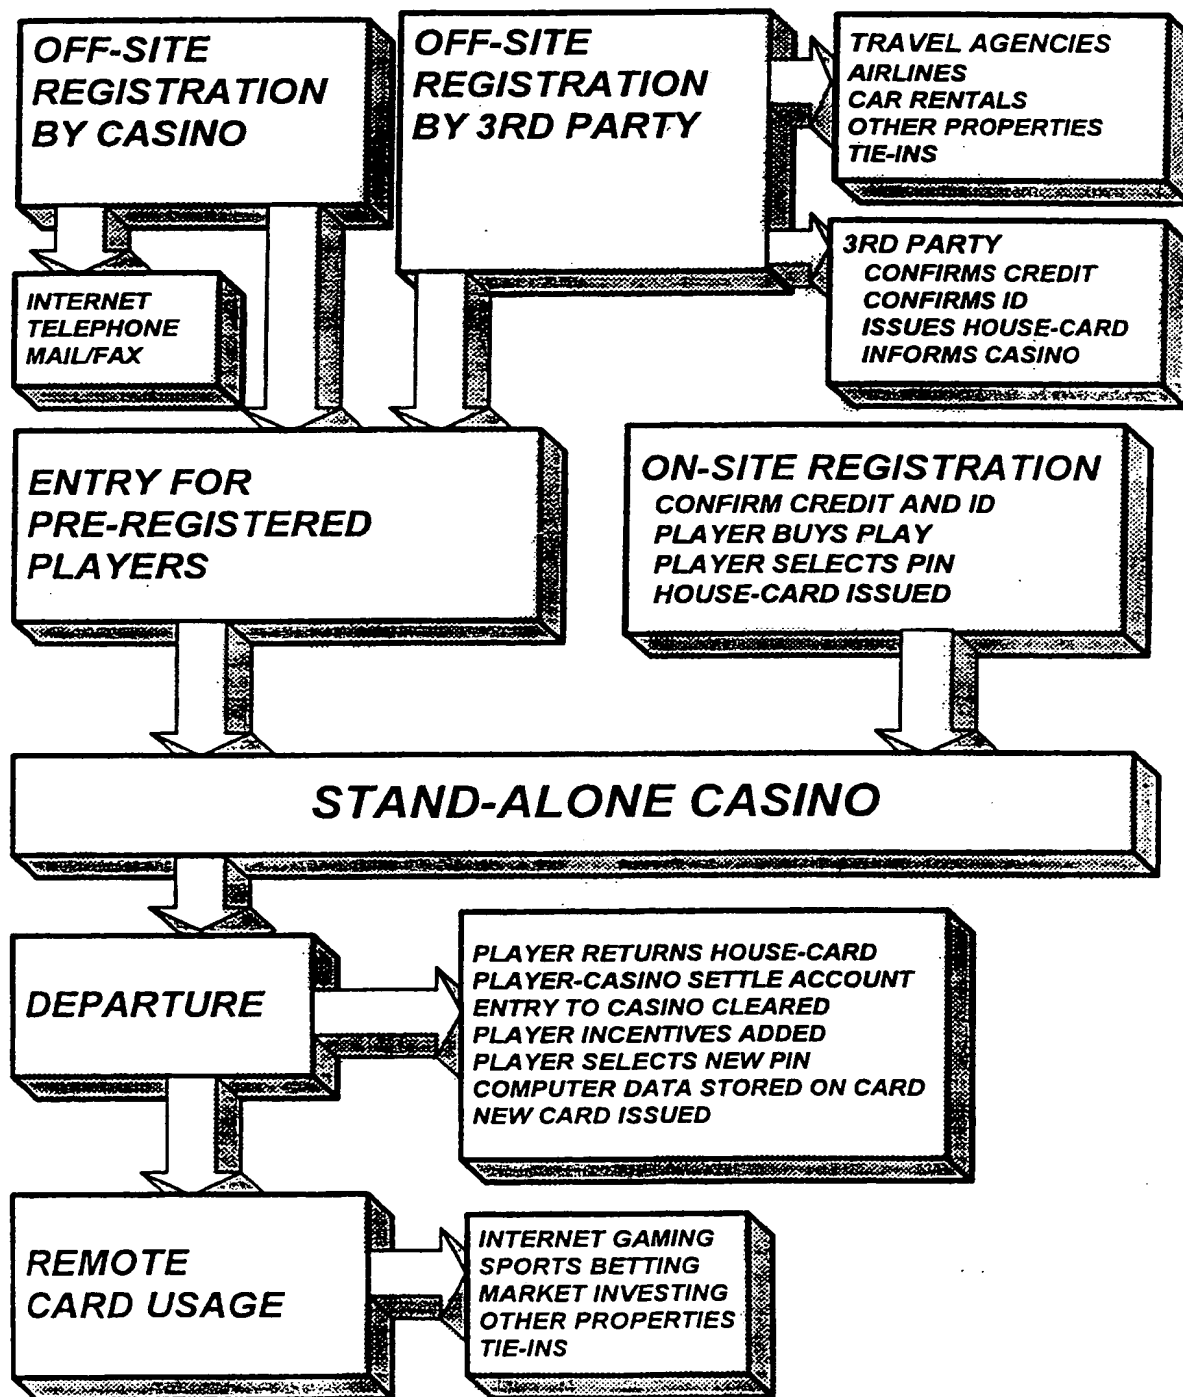 OFF-SITE
REGISTRATION
BY CASINO
OFF-SITE
REGISTRATION
BY 3RD PARTY
TRAVEL AGENCIES
AIRLINES
CAR RENTALS
OTHER PROPERTIES
TIE-INS
3RD PARTY
CONFIRMS CREDIT
CONFIRMS ID
ISSUES HOUSE-CARD
INFORMS CASINO
INTERNET
TELEPHONE
MAIL/FAX
ENTRY FOR
PRE-REGISTERED
PLAYERS
ON-SITE REGISTRATION
CONFIRM CREDIT AND ID
PLAYER BUYS PLAY
PLAYER SELECTS PIN
HOUSE-CARD ISSUED
STAND-ALONE CASINO
DEPARTURE
PLAYER RETURNS HOUSE-CARD
PLAYER-CASINO SETTLE ACCOUNT
ENTRY TO CASINO CLEARED
PLAYER INCENTIVES ADDED
PLAYER SELECTS NEW PIN
COMPUTER DATA STORED ON CARD
NEW CARD ISSUED
REMOTE
CARD USAGE
INTERNET GAMING
SPORTS BETTING
MARKET INVESTING
OTHER PROPERTIES
TIE-INS